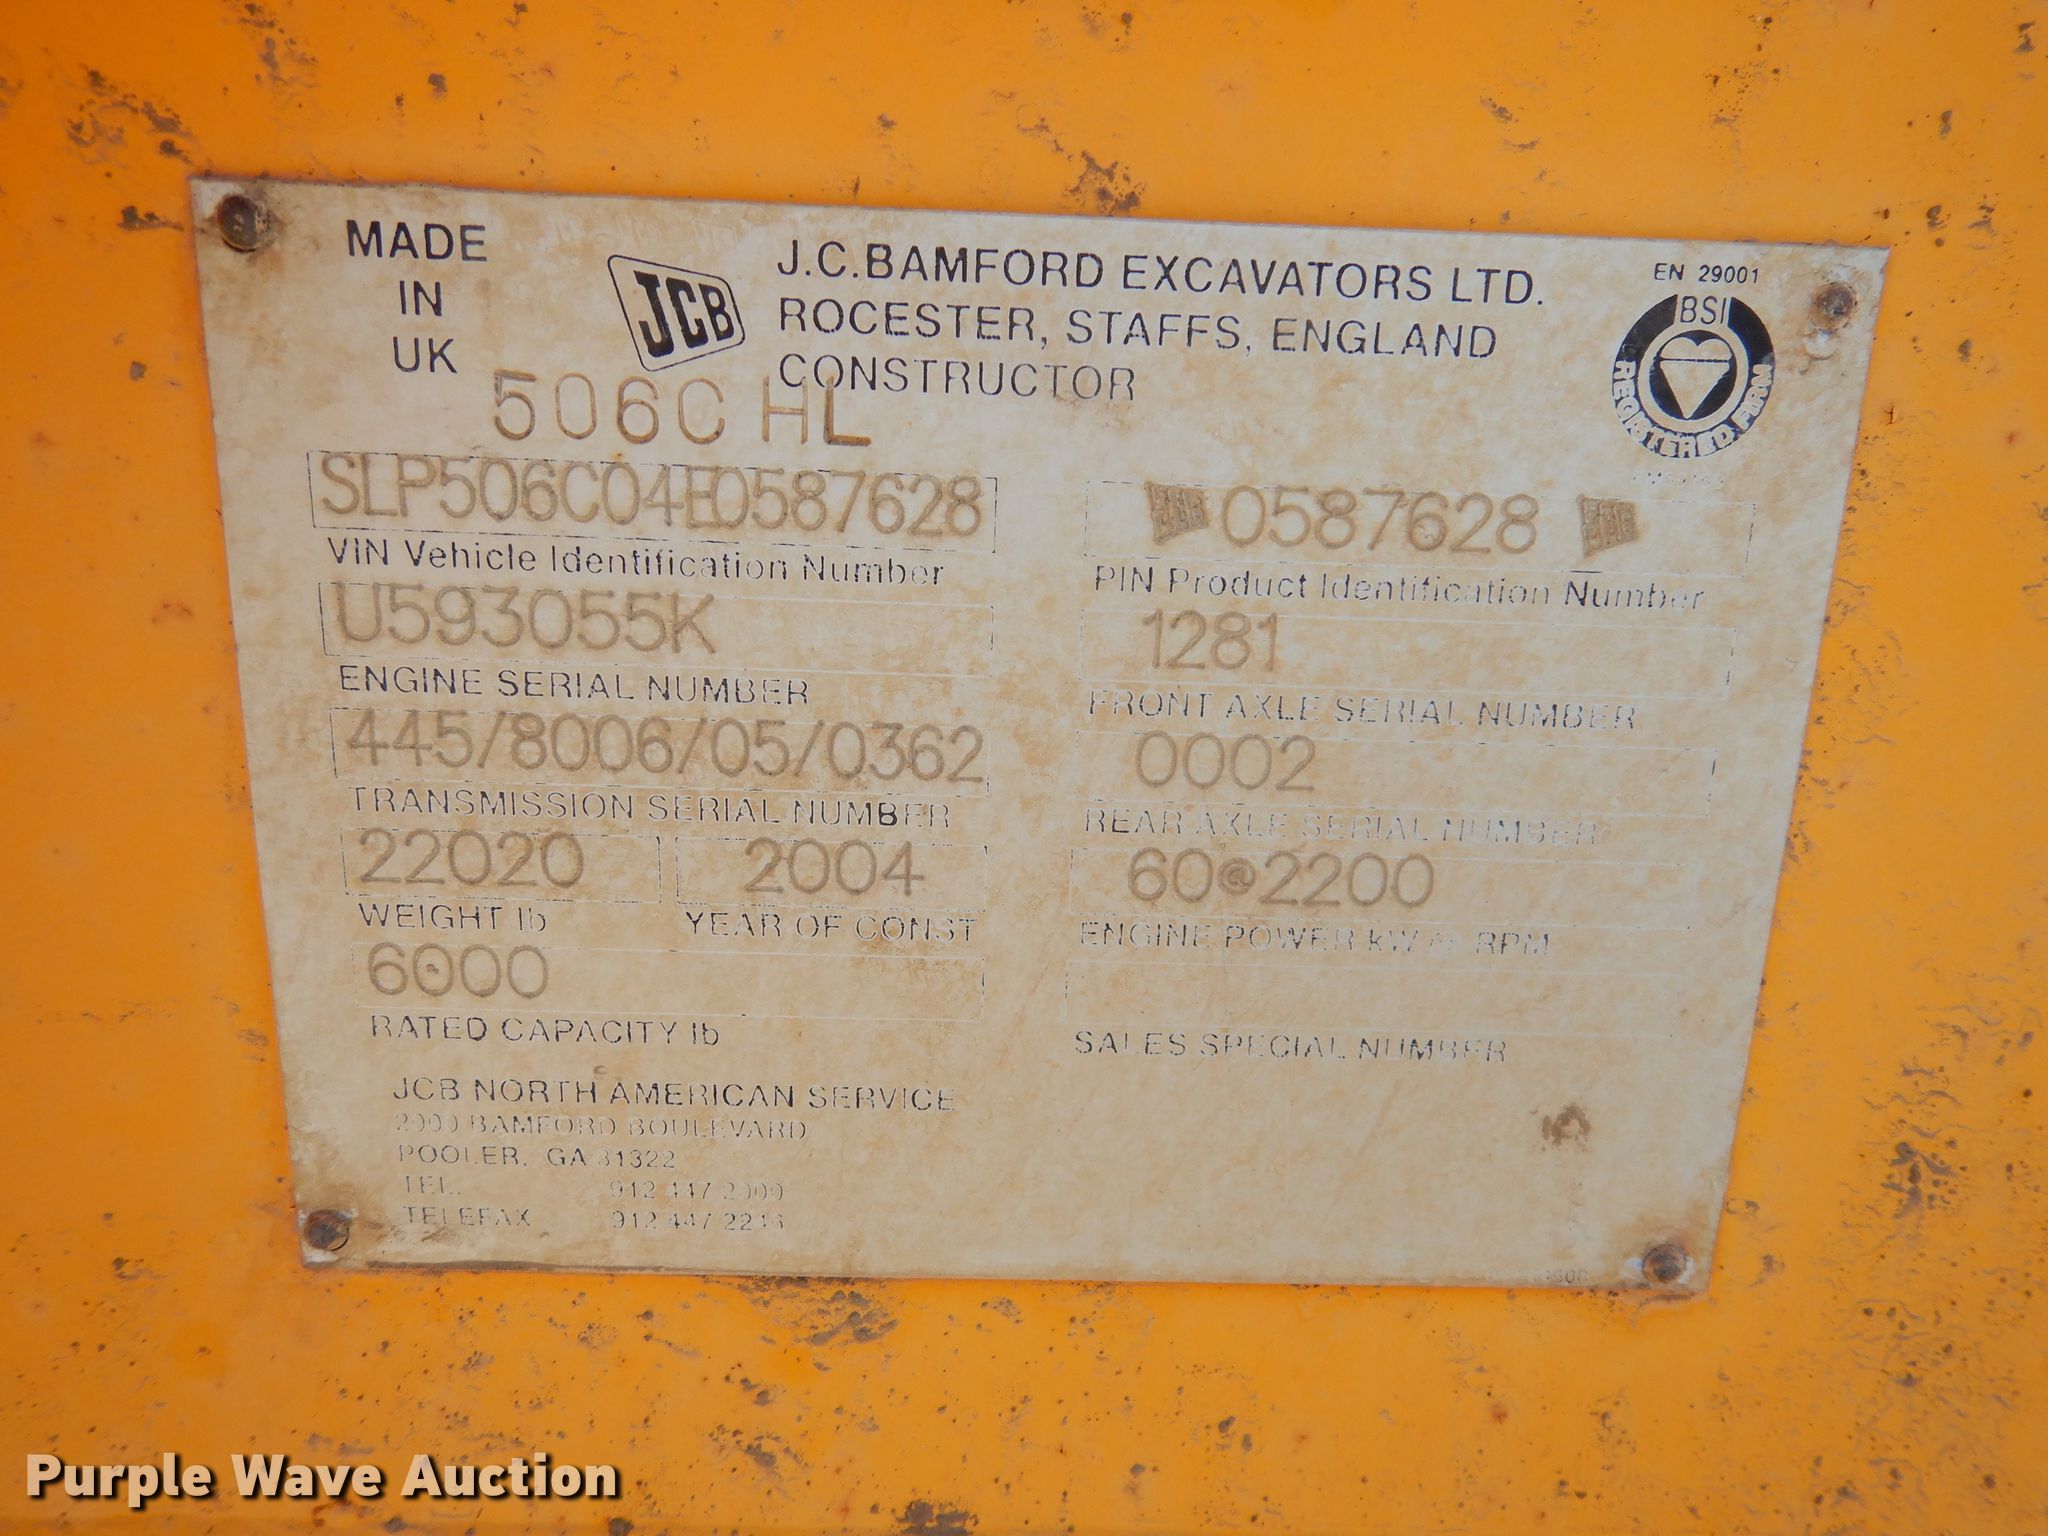 MADE
IN
UK
JCB
J.C.BAMFORD EXCAVATORS LTD.
ROCESTER, STAFFS, ENGLAND
CONSTRUCTOR
EN 29001
BSI
REGISTERED FIRM
506C HL
SLP506C04E0587628
VIN Vehicle Identification Number
JCB 0587628 JCB
PIN Product Identification Number
U593055K
ENGINE SERIAL NUMBER
1281
FRONT AXLE SERIAL NUMBER
445/8006/05/0362
TRANSMISSION SERIAL NUMBER
0002
REAR AXLE SERIAL NUMBER
22020
WEIGHT lb
2004
YEAR OF CONST
60@2200
ENGINE POWER kW @ RPM
6000
RATED CAPACITY lb
SALES SPECIAL NUMBER
JCB NORTH AMERICAN SERVICE
2000 BAMFORD BOULEVARD
POOLER, GA 31322
TEL. 912 447 2000
TELEFAX 912 447
Purple Wave Auction